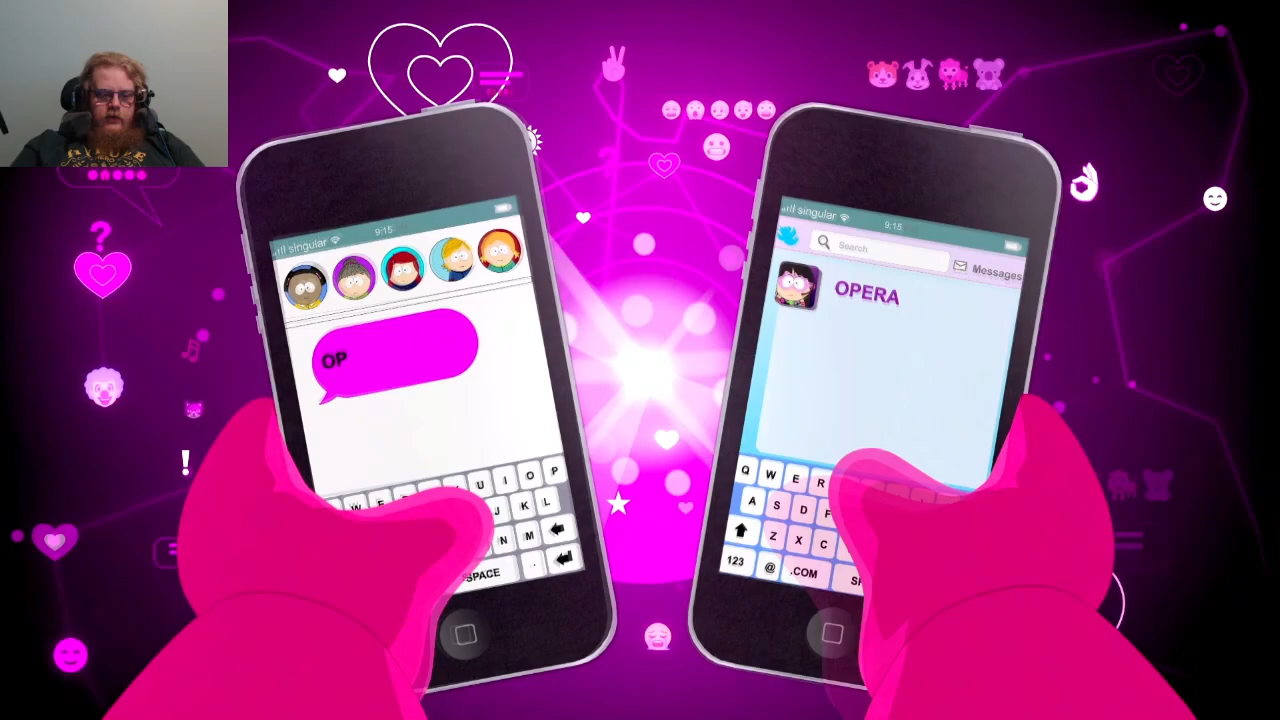 singular 9:15
OP
W E
U I O P
J K L
N M
SPACE
singular 9:15
Search
Messages
OPERA
Q W E R
A S D F
Z X C
123 @ .COM